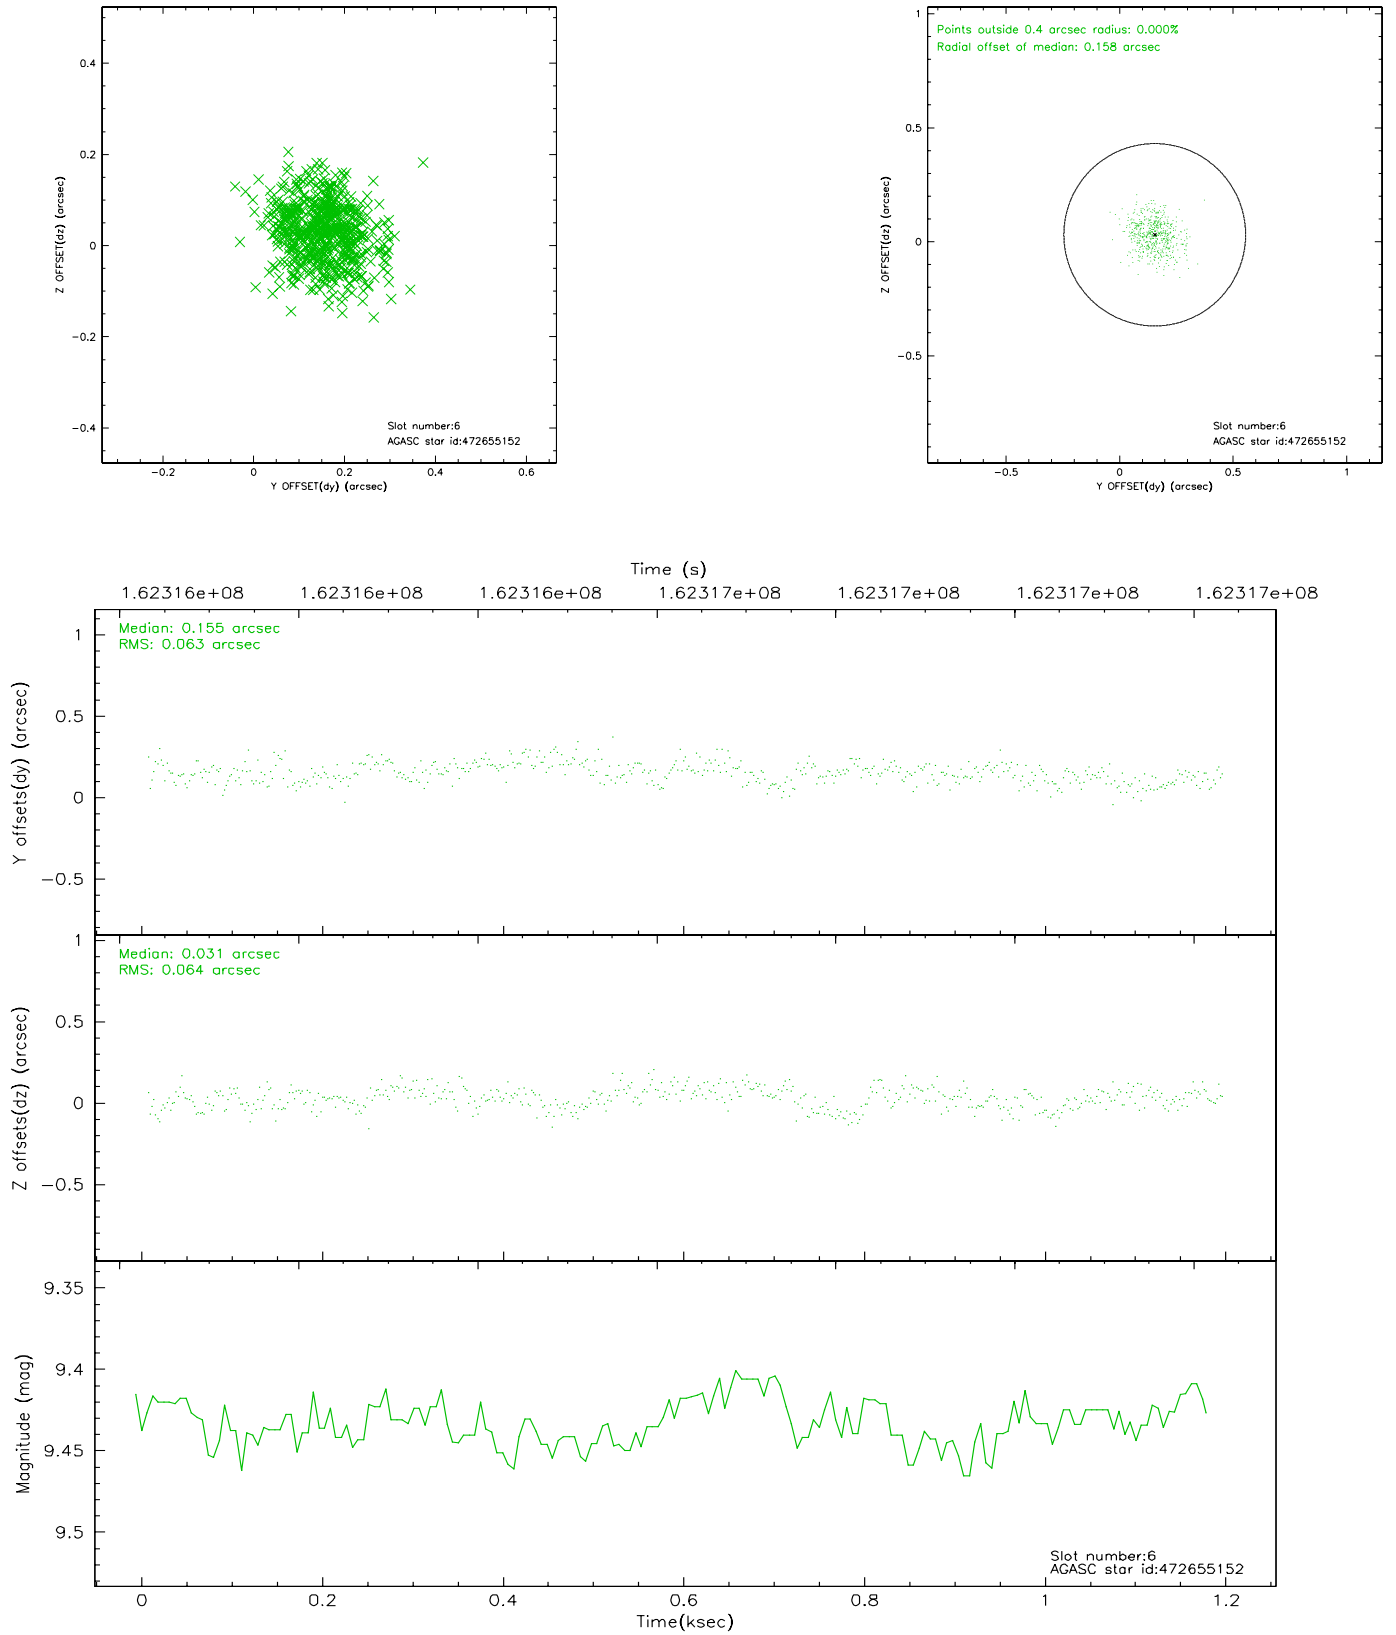 0.4
0.2
0
−0.2
−0.4
Z OFFSET(dz) (arcsec)
Slot number:6
AGASC star id:472655152
−0.2 0 0.2 0.4 0.6
Y OFFSET(dy) (arcsec)
Points outside 0.4 arcsec radius: 0.000%
Radial offset of median: 0.158 arcsec
1
0.5
0
−0.5
Z OFFSET(dz) (arcsec)
Slot number:6
AGASC star id:472655152
−0.5 0 0.5 1
Y OFFSET(dy) (arcsec)
Time (s)
1.62316e+08 1.62316e+08 1.62316e+08 1.62317e+08 1.62317e+08 1.62317e+08 1.62317e+08
Median: 0.155 arcsec
RMS: 0.063 arcsec
1
0.5
0
−0.5
Y offsets(dy) (arcsec)
Median: 0.031 arcsec
RMS: 0.064 arcsec
1
0.5
0
−0.5
Z offsets(dz) (arcsec)
9.35
9.4
9.45
9.5
Magnitude (mag)
Slot number:6
AGASC star id:472655152
0 0.2 0.4 0.6 0.8 1 1.2
Time(ksec)